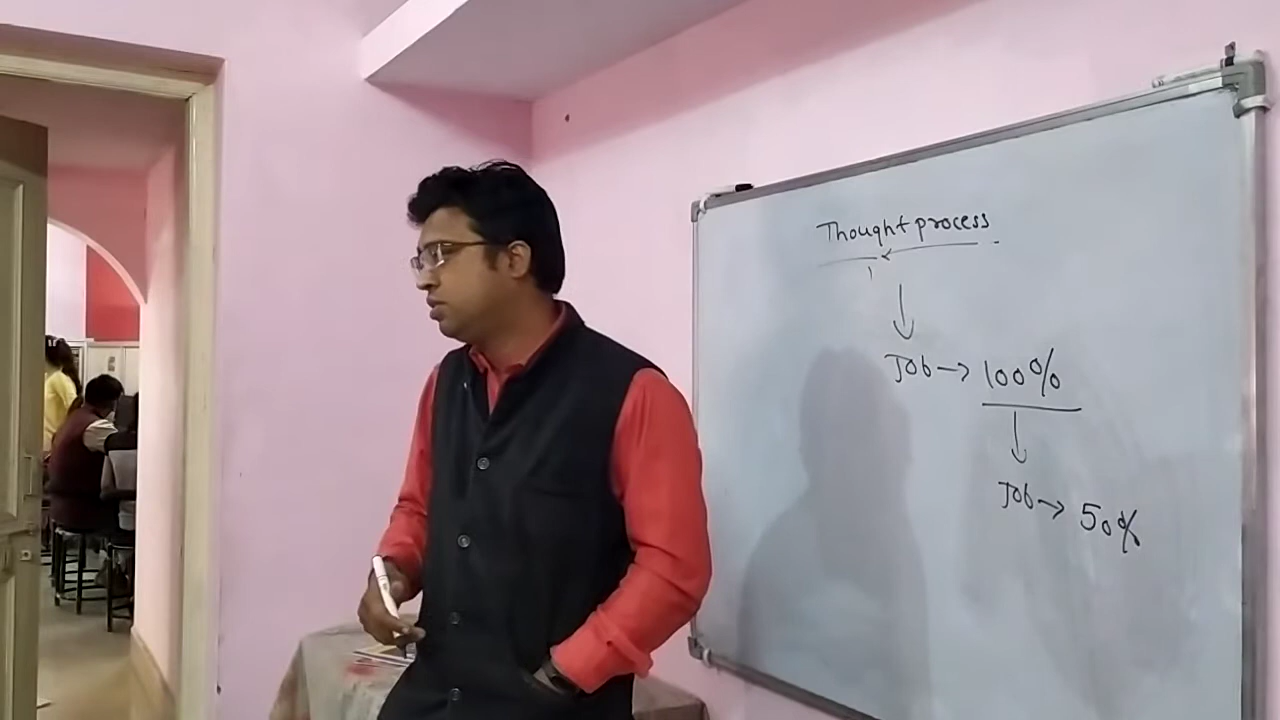 Thought process
Job → 100%
Job → 50%